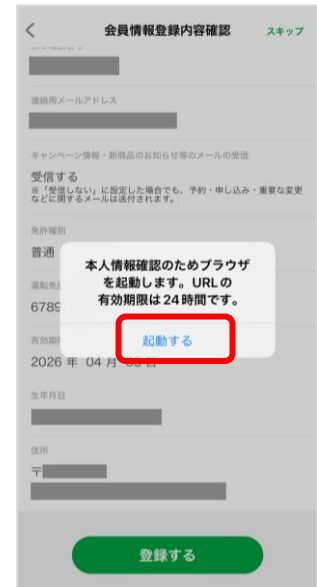 会員情報登録内容確認
スキップ
連絡用メールアドレス
キャンペーン情報・新商品のお知らせ等のメールの受信
受信する
※「受信しない」に設定した場合でも、予約・申し込み・重要な変更
などに関するメールは送付されます。
免許種別
普通
本人情報確認のためブラウザ
を起動します。URLの
有効期限は24時間です。
起動する
運転免
6789
有効期
2026 年 04 月
日
生年月日
住所
〒
登録する